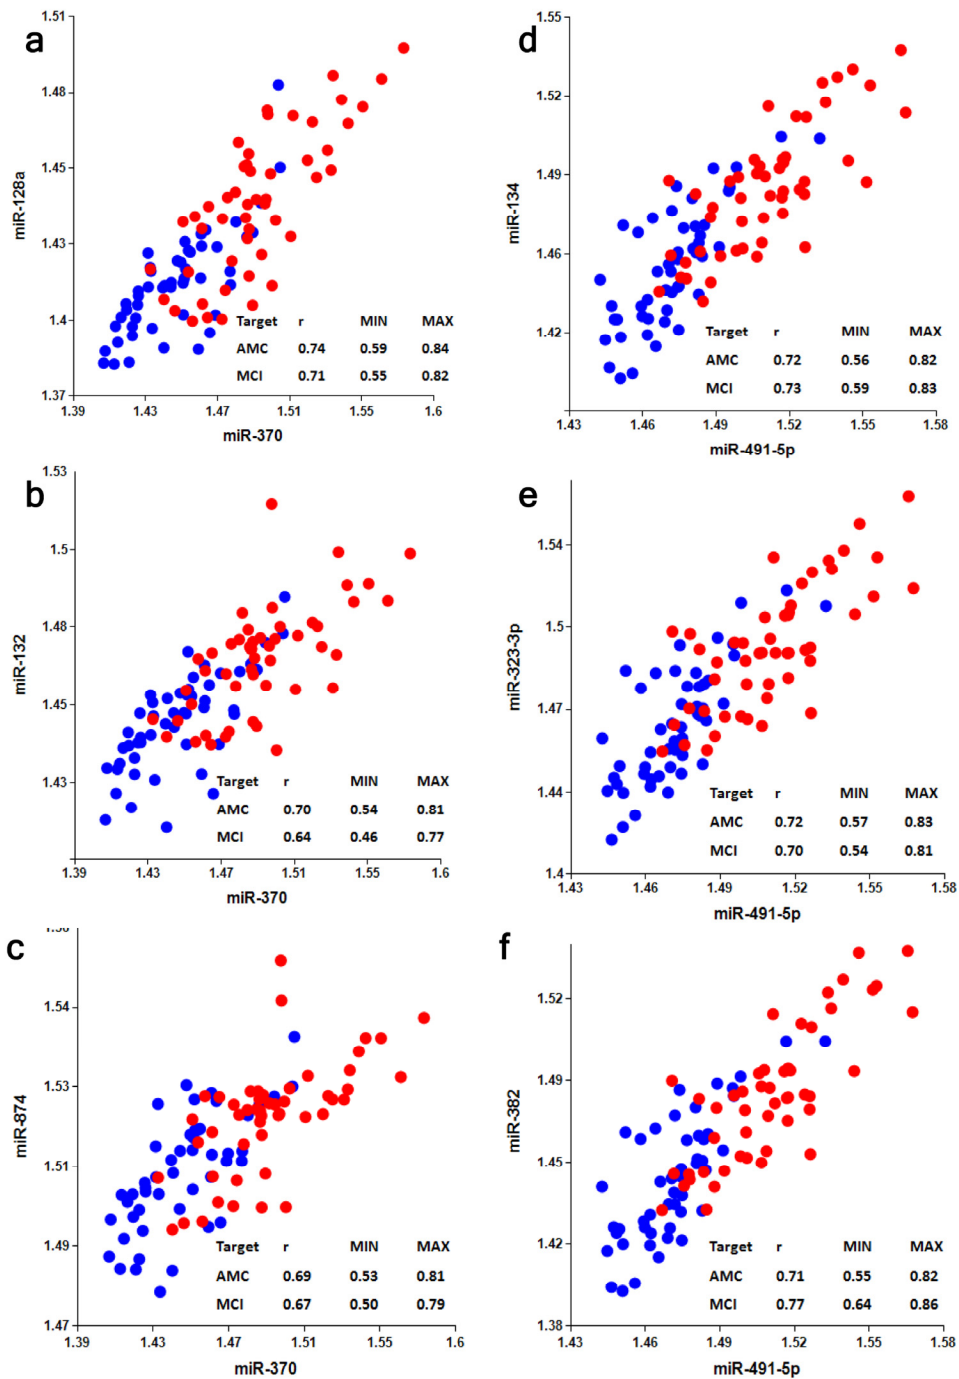 a
1.51
1.48
1.45
1.43
1.4
1.37
miR-128a
Target r MIN MAX
AMC 0.74 0.59 0.84
MCI 0.71 0.55 0.82
1.39 1.43 1.47 1.51 1.55 1.6
miR-370
d
1.55
1.52
1.49
1.46
1.42
miR-134
Target r MIN MAX
AMC 0.72 0.56 0.82
MCI 0.73 0.59 0.83
1.43 1.46 1.49 1.52 1.55 1.58
miR-491-5p
b
1.53
1.5
1.48
1.45
1.43
miR-122
Target r MIN MAX
AMC 0.70 0.54 0.81
MCI 0.64 0.46 0.77
1.39 1.43 1.47 1.51 1.55 1.6
miR-370
e
1.54
1.5
1.47
1.44
1.4
miR-323-3p
Target r MIN MAX
AMC 0.72 0.57 0.83
MCI 0.70 0.54 0.81
1.43 1.46 1.49 1.52 1.55 1.58
miR-491-5p
c
1.54
1.53
1.51
1.49
1.47
miR-874
Target r MIN MAX
AMC 0.69 0.53 0.81
MCI 0.67 0.50 0.79
1.39 1.43 1.47 1.51 1.55 1.6
miR-370
f
1.52
1.49
1.45
1.42
1.38
miR-382
Target r MIN MAX
AMC 0.71 0.55 0.82
MCI 0.77 0.64 0.86
1.43 1.46 1.49 1.52 1.55 1.58
miR-491-5p